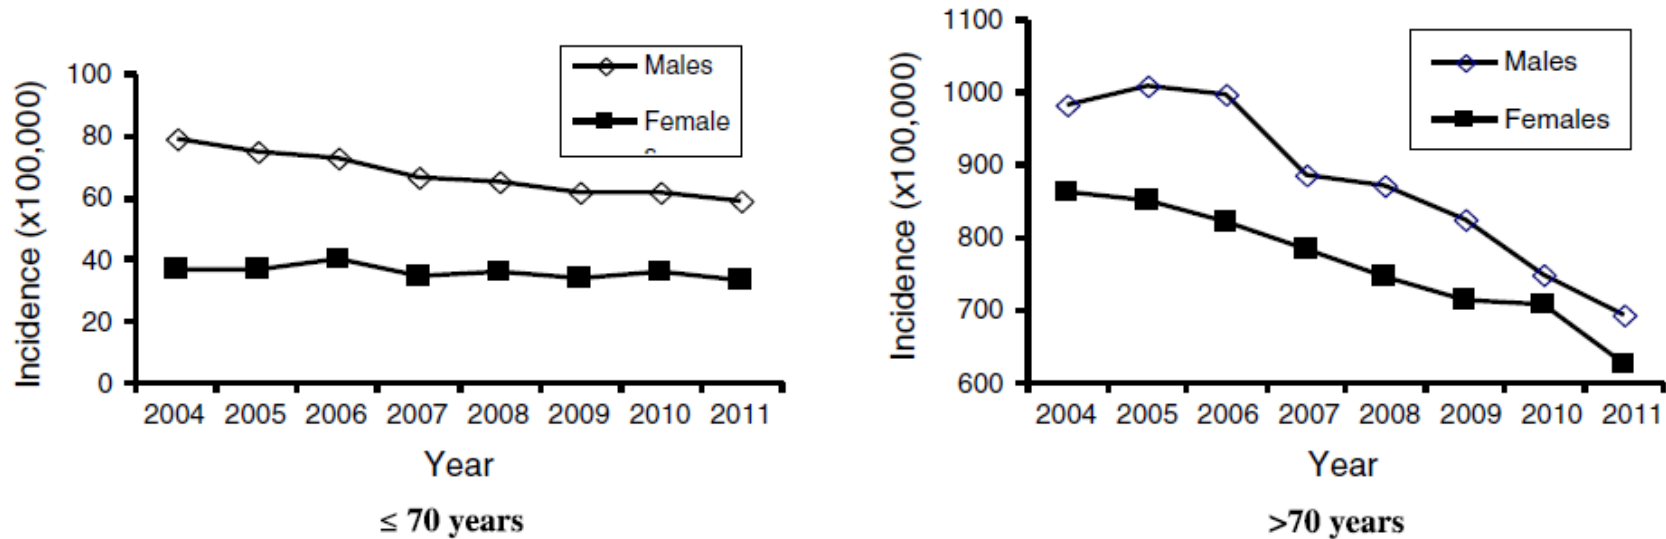 Incidence (x100,000)
100
80
60
40
20
0
Males
Female
2004 2005 2006 2007 2008 2009 2010 2011
Year
≤ 70 years
Incidence (x100,000)
1100
1000
900
800
700
600
Males
Females
2004 2005 2006 2007 2008 2009 2010 2011
Year
>70 years